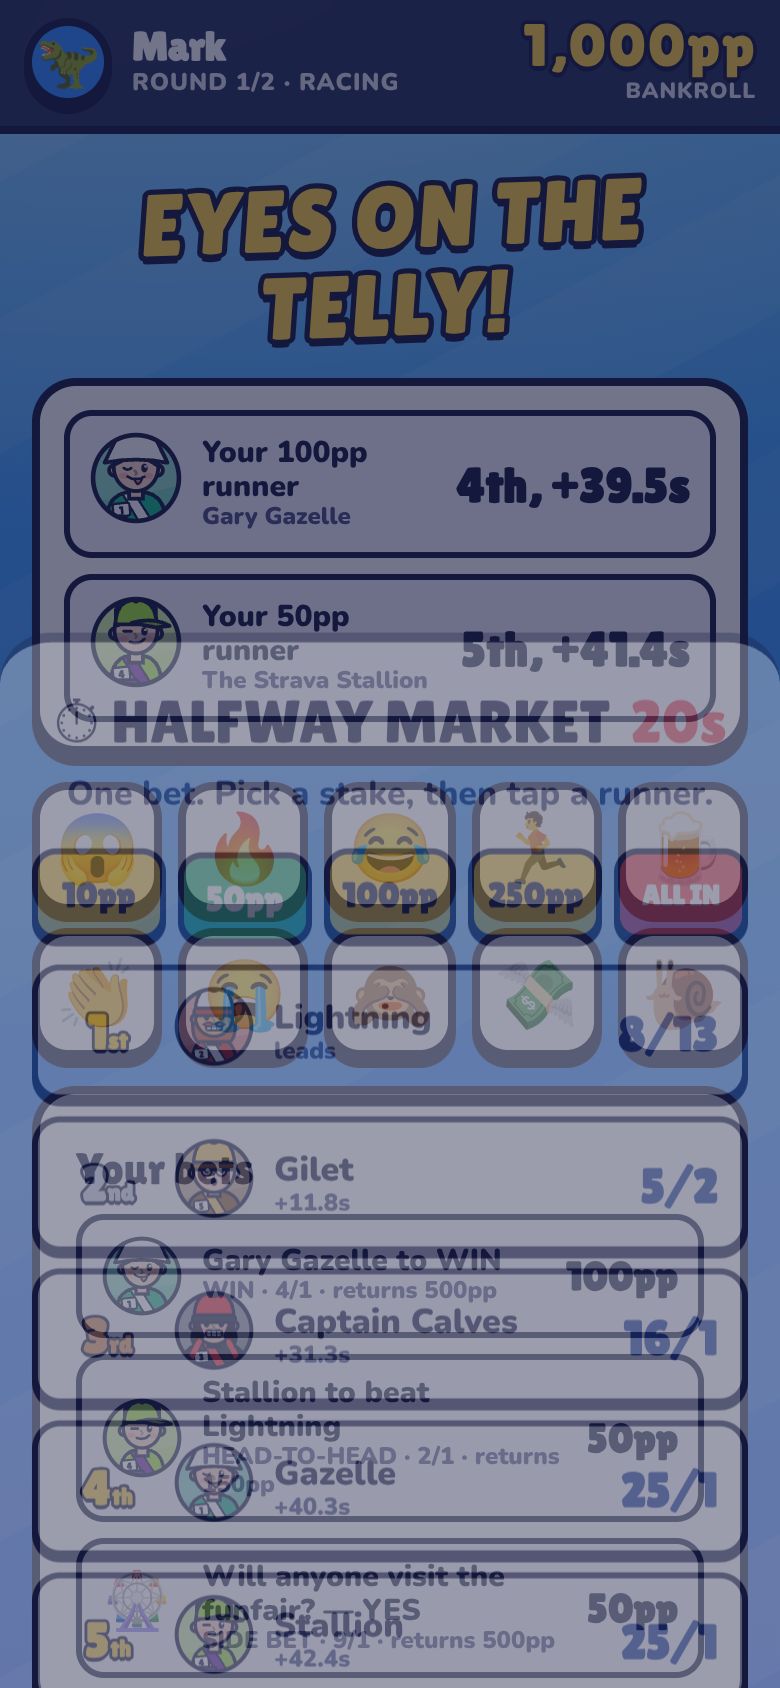 Mark
ROUND 1/2 · RACING
1,000pp
BANKROLL
EYES ON THE
TELLY!
Your 100pp
runner
Gary Gazelle
4th, +39.5s
Your 50pp
runner
The Strava Stallion
5th, +41.4s
HALFWAY MARKET 20s
One bet. Pick a stake, then tap a runner.
10pp
50pp
100pp
250pp
ALL IN
1st
Lightning
leads
8/13
Your bets
2nd
Gilet
+11.8s
5/2
Gary Gazelle to WIN
WIN · 4/1 · returns 500pp
100pp
3rd
Captain Calves
+31.3s
16/1
Stallion to beat
Lightning
HEAD-TO-HEAD · 2/1 · returns
50pp
4th
Gazelle
+40.3s
25/1
Will anyone visit the
funfair? — YES
SIDE BET · 9/1 · returns 500pp
50pp
5th
Stallion
+42.4s
25/1